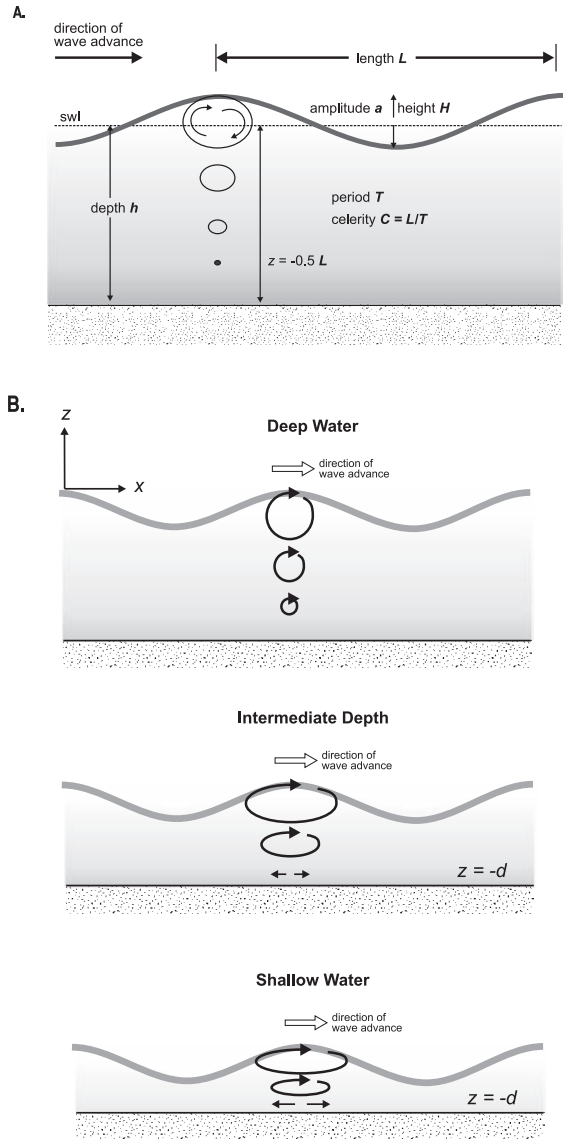 A.
direction of
wave advance
length L
amplitude a
height H
swl
depth h
period T
celerity C = L/T
z = -0.5 L
B.
z
x
Deep Water
direction of
wave advance
Intermediate Depth
direction of
wave advance
z = -d
Shallow Water
direction of
wave advance
z = -d